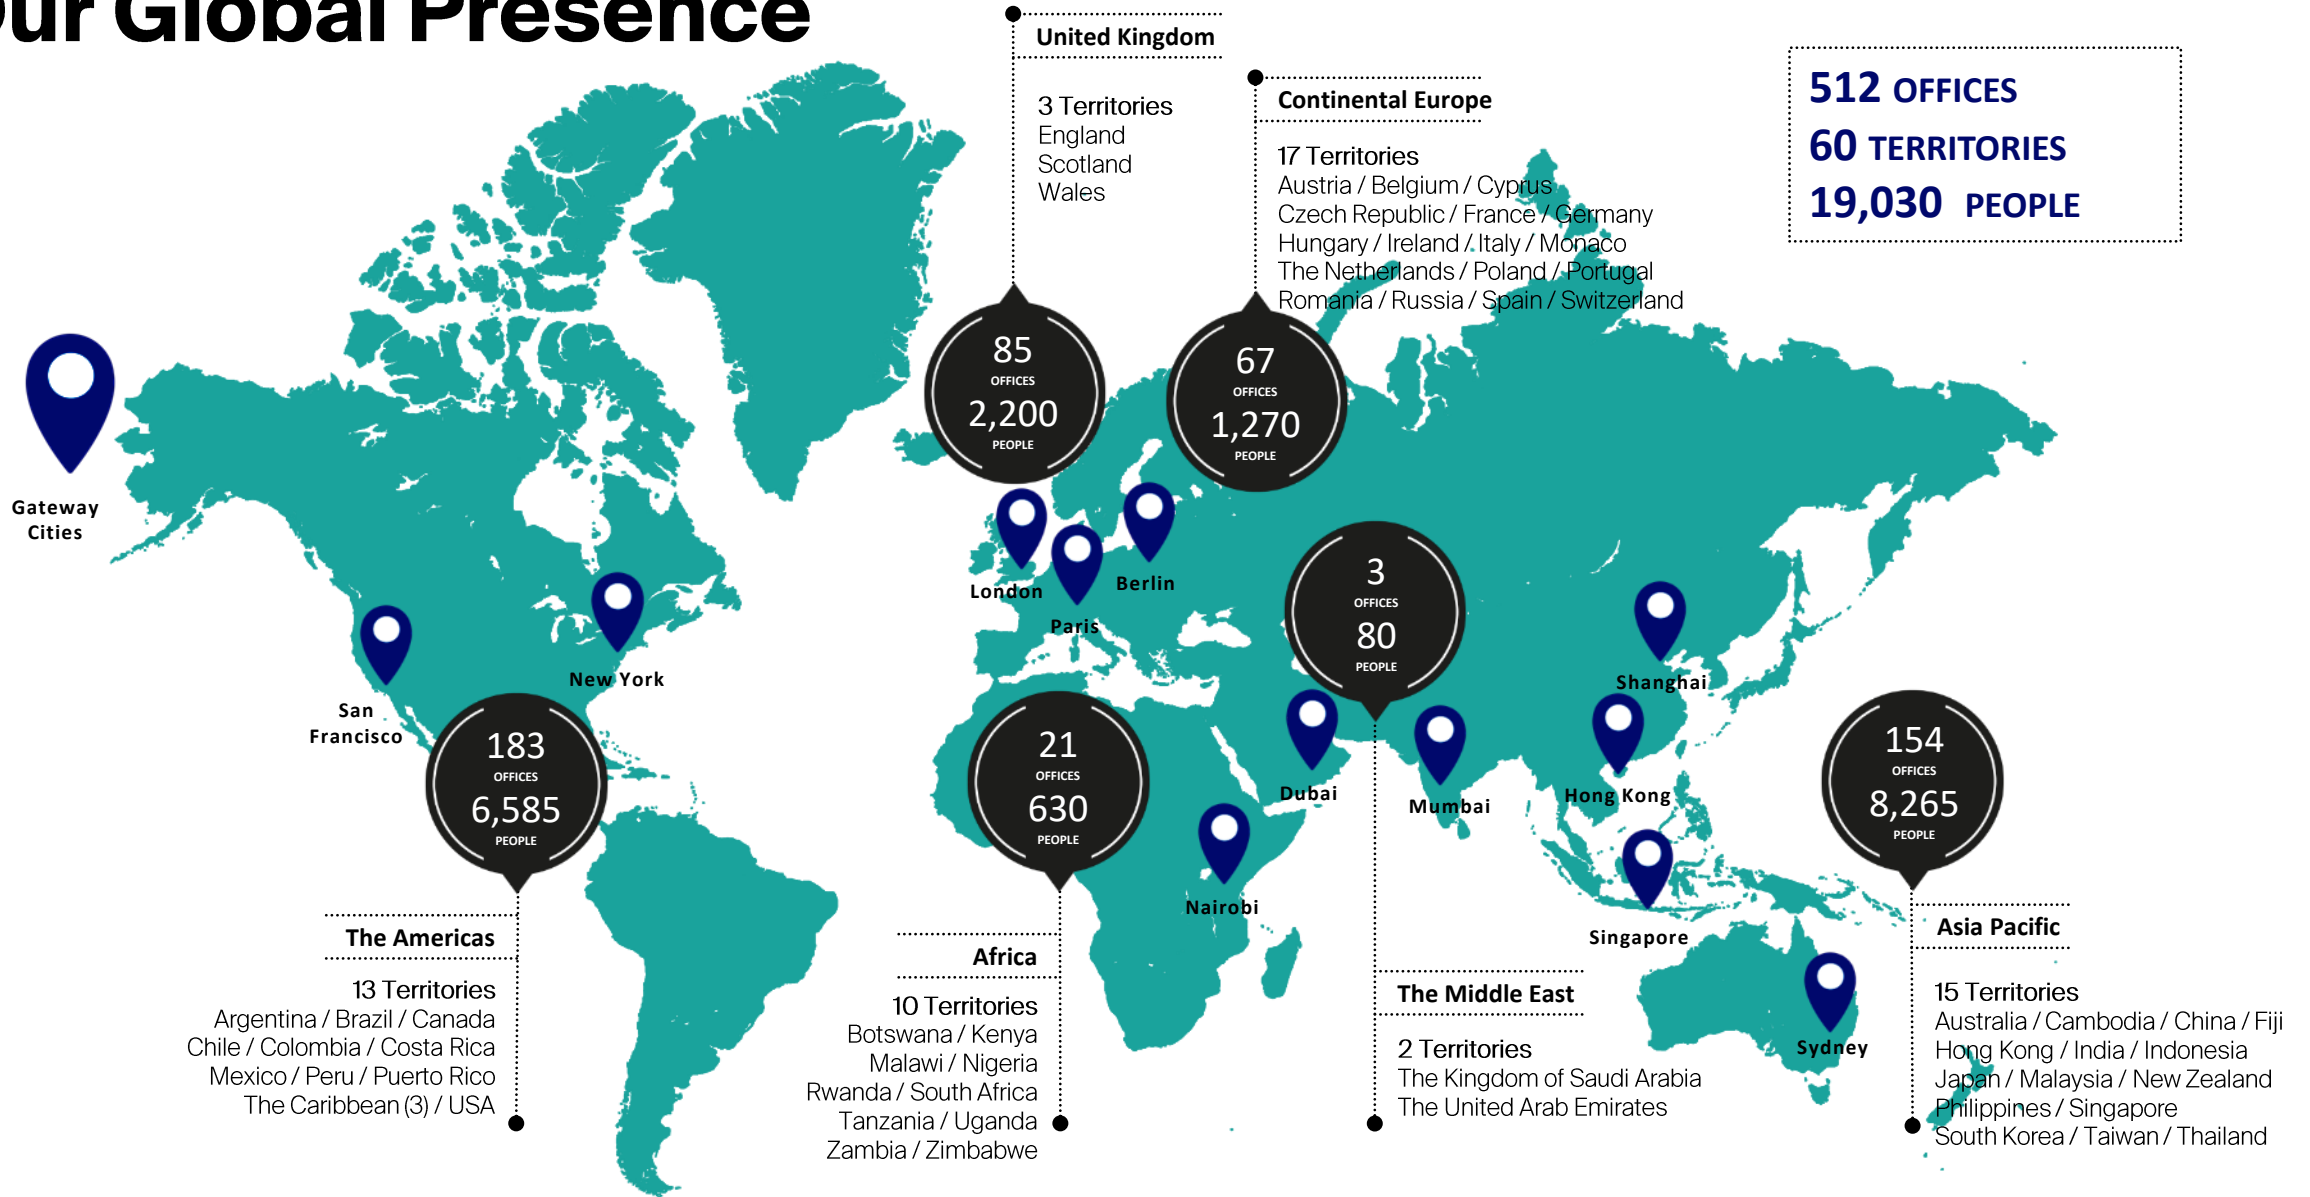 ur Global Presence
United Kingdom
3 Territories
England
Scotland
Wales
Continental Europe
17 Territories
Austria / Belgium / Cyprus
Czech Republic / France / Germany
Hungary / Ireland / Italy / Monaco
The Netherlands / Poland / Portugal
Romania / Russia / Spain / Switzerland
512 OFFICES
60 TERRITORIES
19,030 PEOPLE
85
OFFICES
2,200
PEOPLE
67
OFFICES
1,270
PEOPLE
Gateway
Cities
London
Paris
Berlin
3
OFFICES
80
PEOPLE
San
Francisco
New York
Shanghai
Dubai
Mumbai
Hong Kong
Nairobi
Singapore
Sydney
183
OFFICES
6,585
PEOPLE
The Americas
13 Territories
Argentina / Brazil / Canada
Chile / Colombia / Costa Rica
Mexico / Peru / Puerto Rico
The Caribbean (3) / USA
21
OFFICES
630
PEOPLE
Africa
10 Territories
Botswana / Kenya
Malawi / Nigeria
Rwanda / South Africa
Tanzania / Uganda
Zambia / Zimbabwe
The Middle East
2 Territories
The Kingdom of Saudi Arabia
The United Arab Emirates
154
OFFICES
8,265
PEOPLE
Asia Pacific
15 Territories
Australia / Cambodia / China / Fiji
Hong Kong / India / Indonesia
Japan / Malaysia / New Zealand
Philippines / Singapore
South Korea / Taiwan / Thailand